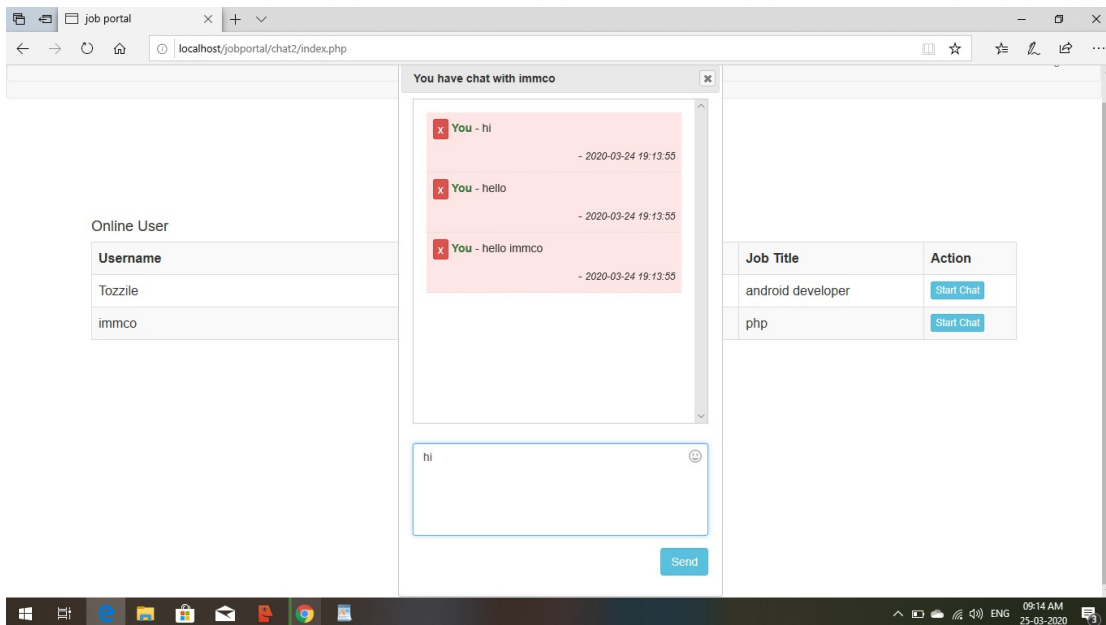 job portal
localhost/jobportal/chat2/index.php
You have chat with immco
x You - hi
- 2020-03-24 19:13:55
x You - hello
- 2020-03-24 19:13:55
x You - hello immco
- 2020-03-24 19:13:55
Online User
Username Job Title Action
Tozzile android developer Start Chat
immco php Start Chat
hi
Send
ENG 09:14 AM
25-03-2020
3